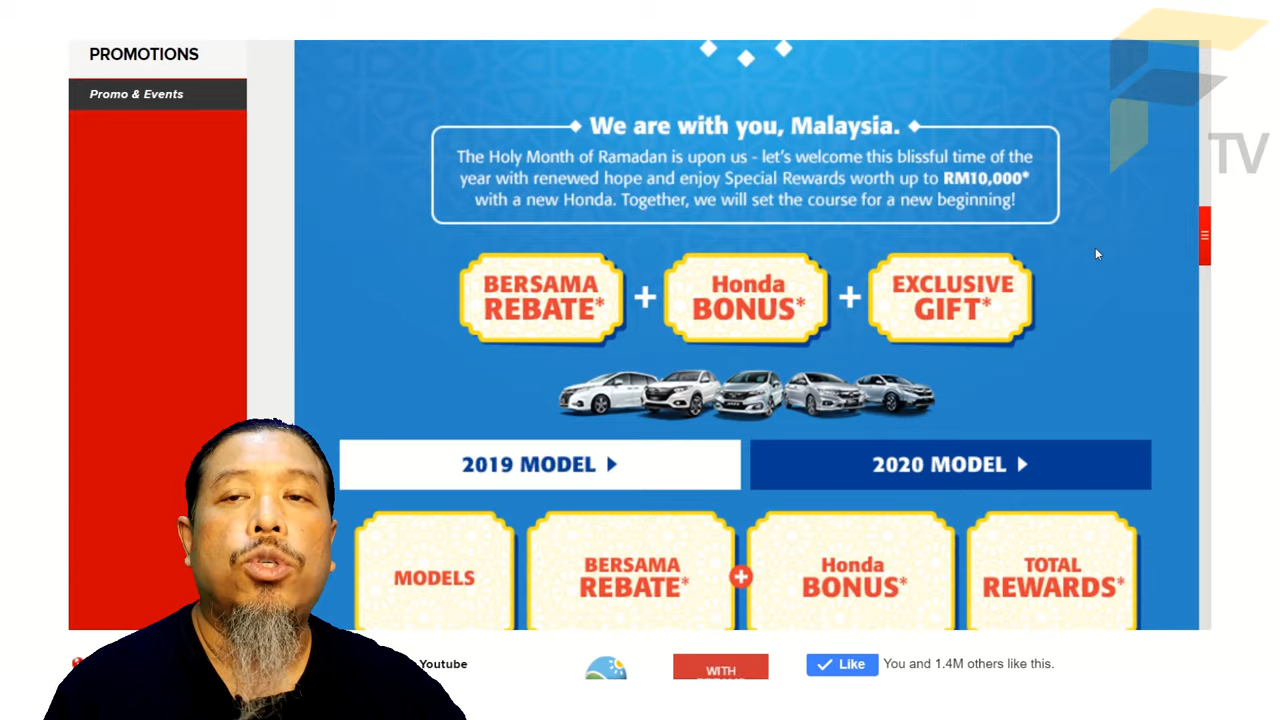 TV
PROMOTIONS
Promo & Events
We are with you, Malaysia.
The Holy Month of Ramadan is upon us - let's welcome this blissful time of the
year with renewed hope and enjoy Special Rewards worth up to RM10,000*
with a new Honda. Together, we will set the course for a new beginning!
BERSAMA
REBATE*
+
Honda
BONUS*
+
EXCLUSIVE
GIFT*
2019 MODEL
2020 MODEL
MODELS
BERSAMA
REBATE*
+
Honda
BONUS*
TOTAL
REWARDS*
Youtube
WITH
Like
You and 1.4M others like this.